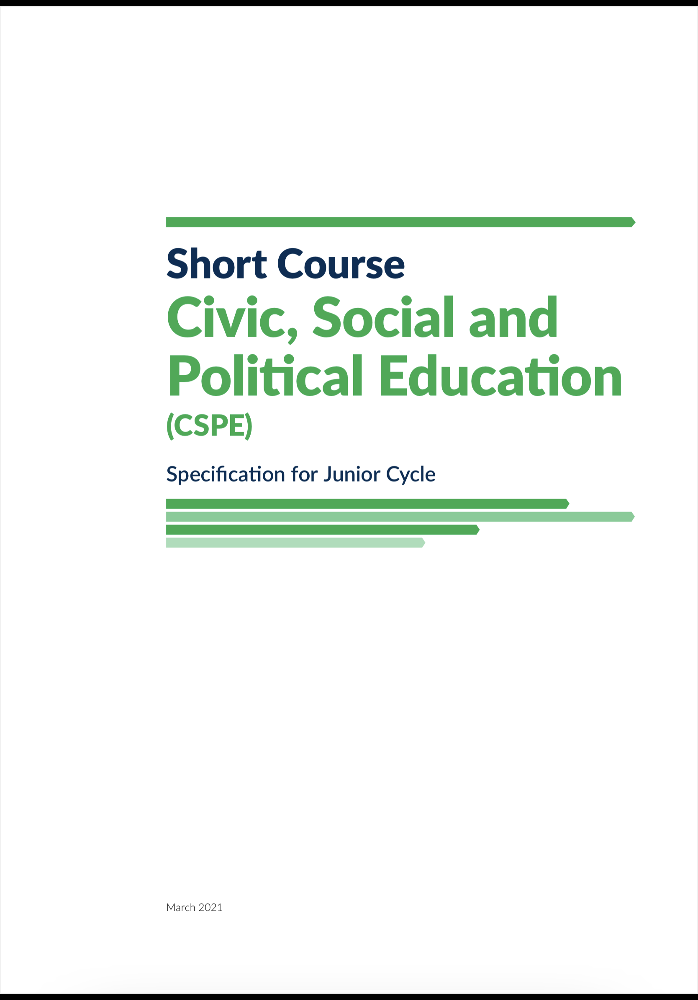 Short Course
Civic, Social and
Political Education
(CSPE)
Specification for Junior Cycle
March 2021